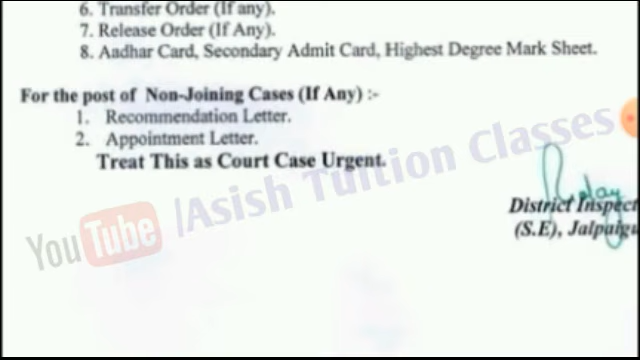 6. Transfer Order (If any).
7. Release Order (If Any).
8. Aadhar Card, Secondary Admit Card, Highest Degree Mark Sheet.
For the post of Non-Joining Cases (If Any) :-
1. Recommendation Letter.
2. Appointment Letter.
Treat This as Court Case Urgent.
YouTube |Asish Tuition Classes
District Inspect
(S.E), Jalpaigu